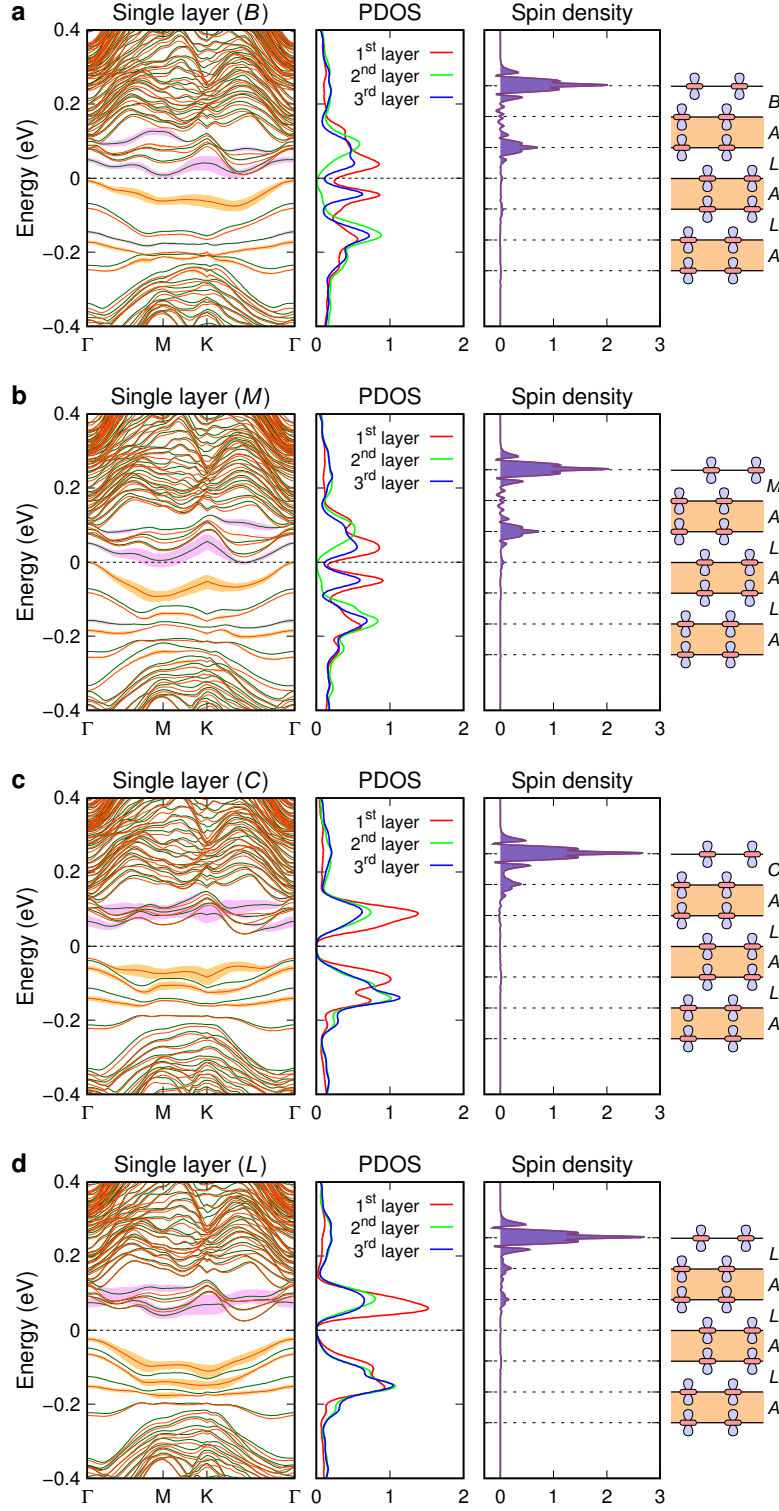 a Single layer (B) PDOS Spin density
0.4
0.2
0
−0.2
−0.4
Energy (eV)
Γ M K Γ
1st layer
2nd layer
3rd layer
0 1 2
0 1 2 3
B
A
L
A
L
A
b Single layer (M) PDOS Spin density
0.4
0.2
0
−0.2
−0.4
Energy (eV)
Γ M K Γ
1st layer
2nd layer
3rd layer
0 1 2
0 1 2 3
M
A
L
A
L
A
c Single layer (C) PDOS Spin density
0.4
0.2
0
−0.2
−0.4
Energy (eV)
Γ M K Γ
1st layer
2nd layer
3rd layer
0 1 2
0 1 2 3
C
A
L
A
L
A
d Single layer (L) PDOS Spin density
0.4
0.2
0
−0.2
−0.4
Energy (eV)
Γ M K Γ
1st layer
2nd layer
3rd layer
0 1 2
0 1 2 3
L
A
L
A
L
A